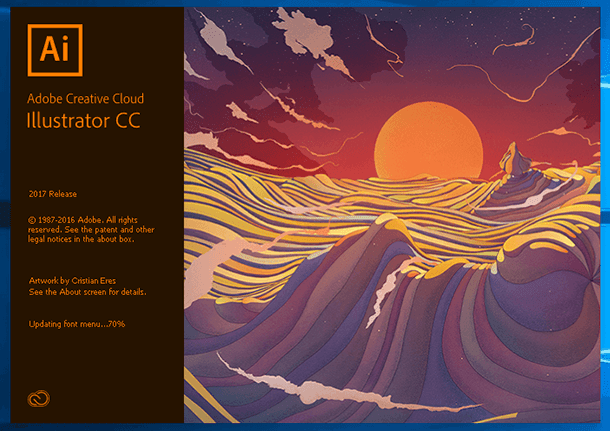 Ai
Adobe Creative Cloud
Illustrator CC
2017 Release
© 1987-2016 Adobe. All rights
reserved. See the patent and other
legal notices in the about box.
Artwork by Cristian Eres
See the About screen for details.
Updating font menu...70%